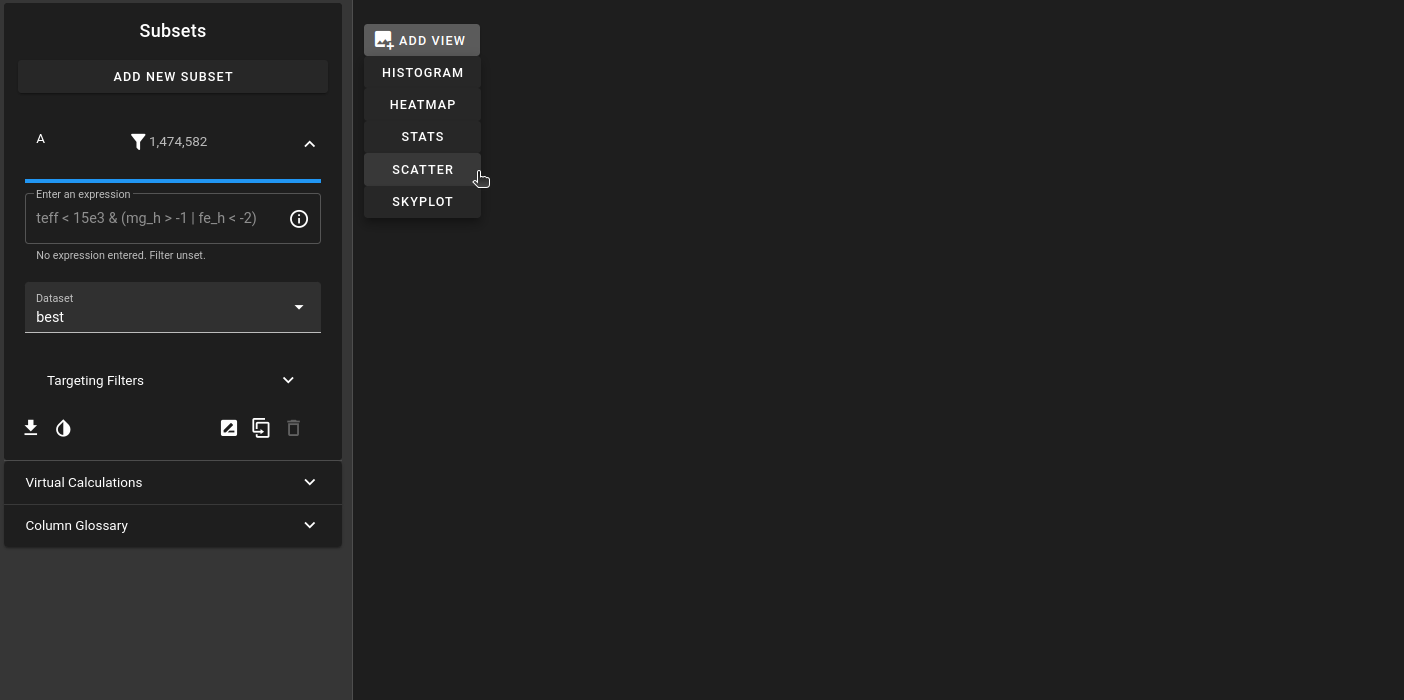 Subsets
ADD NEW SUBSET
A
1,474,582
Enter an expression
teff < 15e3 & (mg_h > -1 | fe_h < -2)
No expression entered. Filter unset.
Dataset
best
Targeting Filters
Virtual Calculations
Column Glossary
ADD VIEW
HISTOGRAM
HEATMAP
STATS
SCATTER
SKYPLOT